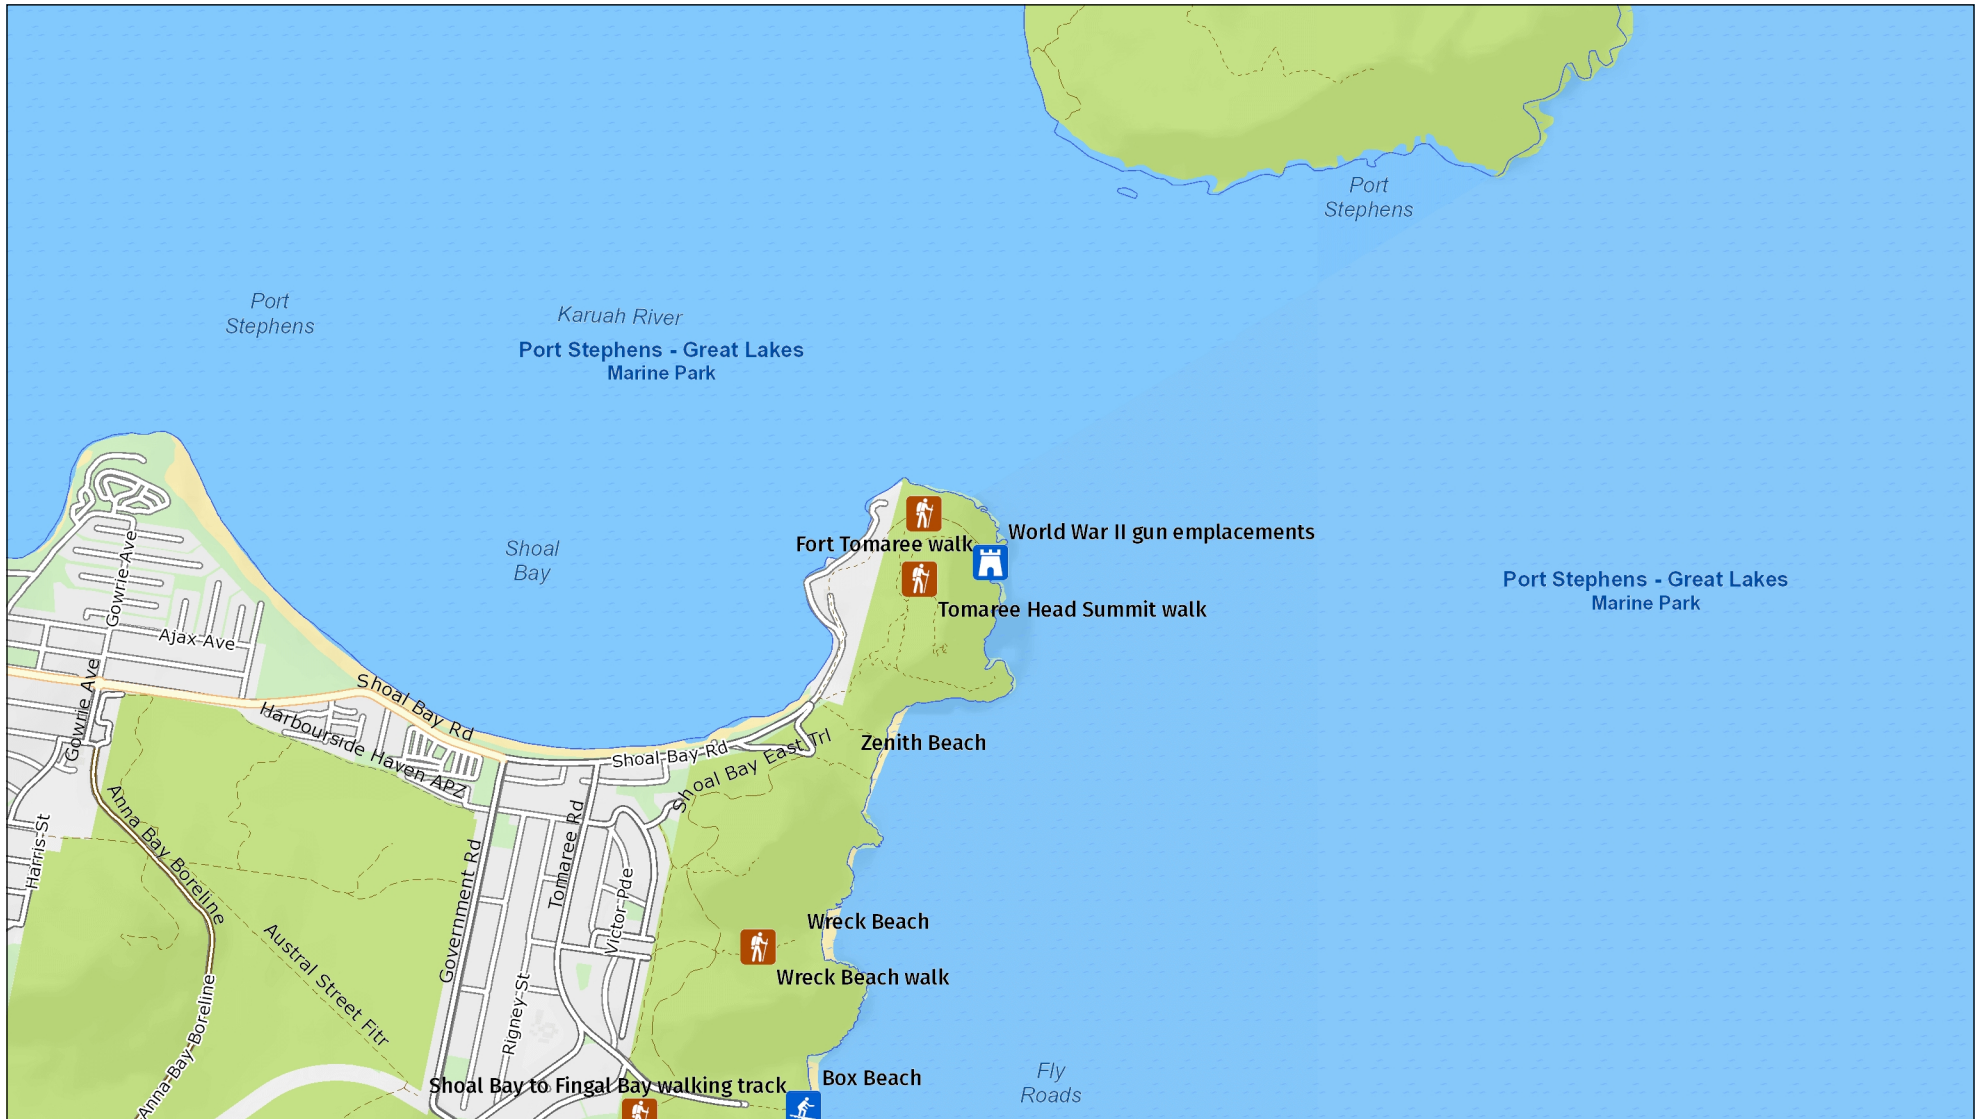 Port
Stephens
Port
Stephens
Karuah River
Port Stephens - Great Lakes
Marine Park
World War II gun emplacements
Fort Tomaree walk
Shoal
Bay
Port Stephens - Great Lakes
Marine Park
Tomaree Head Summit walk
Gowrie Ave
Ajax Ave
Gowrie Ave
Shoal Bay Rd
Harbourside Haven APZ
Shoal Bay Rd
Shoal Bay East Trl
Zenith Beach
Anna Bay Boreline
Harris St
Government Rd
Tomaree Rd
Victor Pde
Austral Street Fitr
Wreck Beach
Wreck Beach walk
Rigney St
Anna Bay Boreline
Shoal Bay to Fingal Bay walking track
Box Beach
Fly
Roads